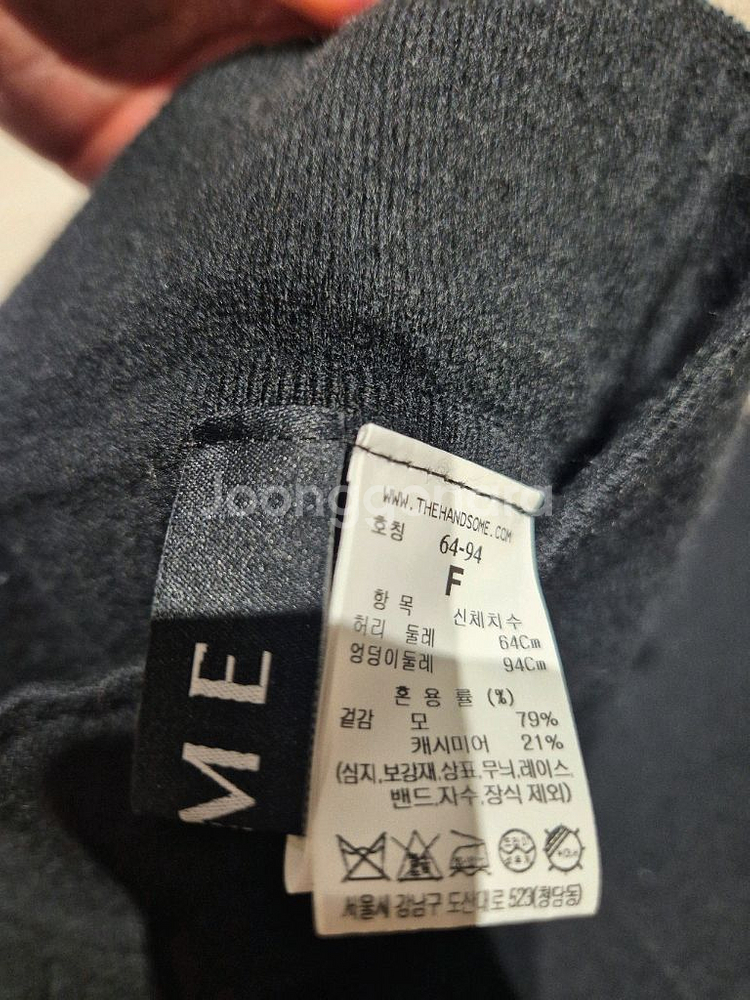 Joonggonara
WWW.THEHANDSOME.COM
호칭 64-94
F
항목 신체치수
허리 둘레 64Cm
엉덩이둘레 94Cm
혼용률 (%)
겉감 모 79%
캐시미어 21%
(심지,보강재,상표,무늬,레이스
밴드,자수,장식 제외)
서울시 강남구 도산대로 523(청담동)
ME